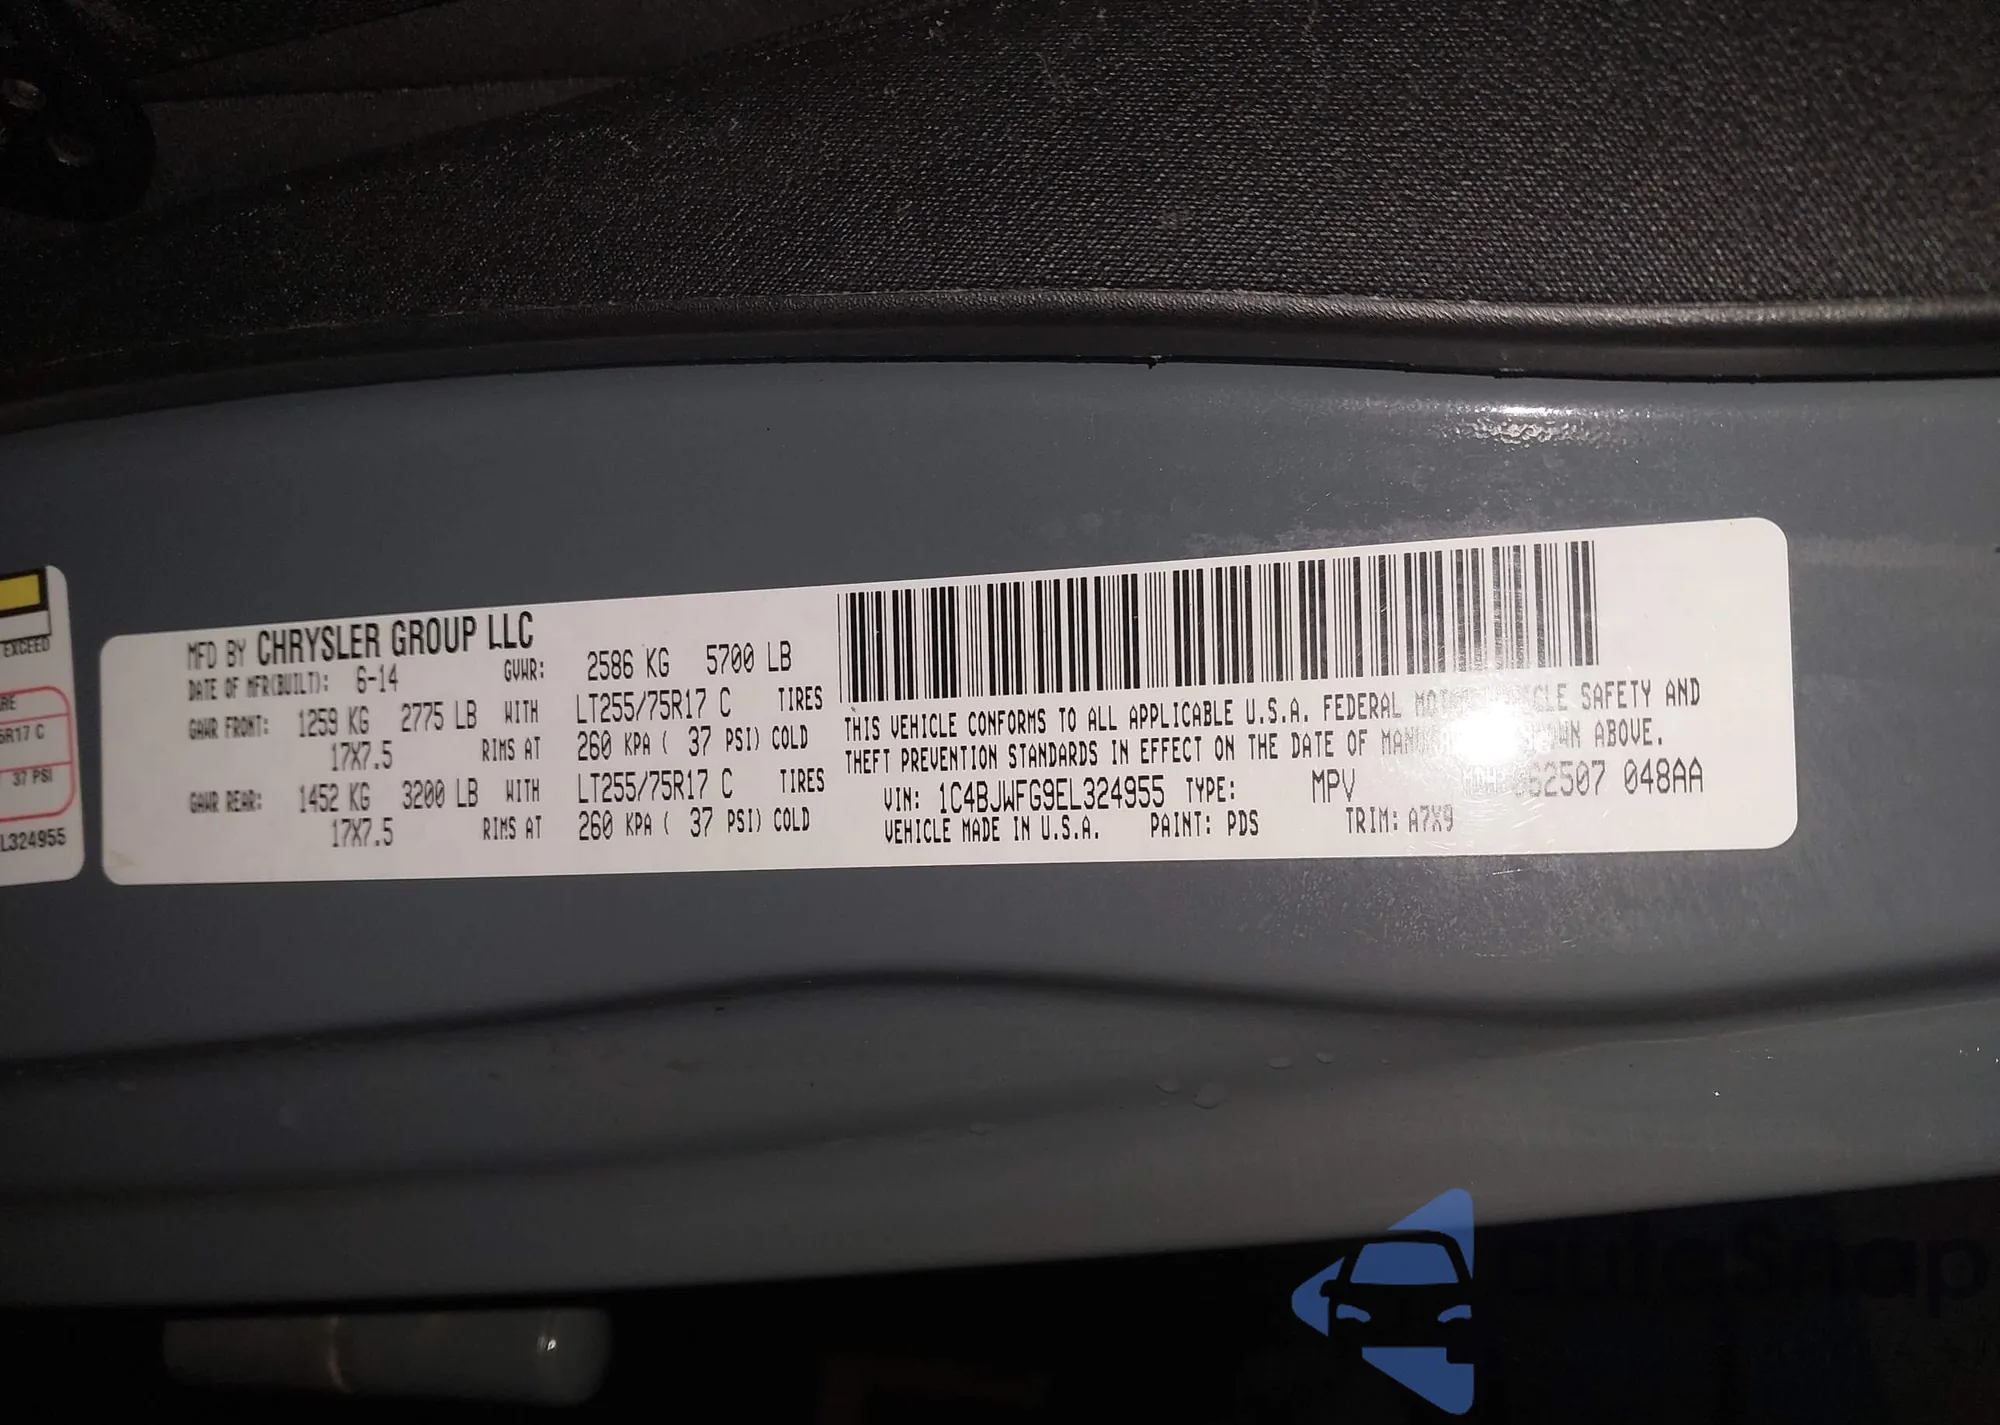 MFD BY CHRYSLER GROUP LLC
DATE OF MFR(BUILT): 6-14 GVWR: 2586 KG 5700 LB
GAWR FRONT: 1259 KG 2775 LB WITH LT255/75R17 C TIRES
17X7.5 RIMS AT 260 KPA ( 37 PSI) COLD
GAWR REAR: 1452 KG 3200 LB WITH LT255/75R17 C TIRES
17X7.5 RIMS AT 260 KPA ( 37 PSI) COLD
THIS VEHICLE CONFORMS TO ALL APPLICABLE U.S.A. FEDERAL SAFETY AND
THEFT PREVENTION STANDARDS IN EFFECT ON THE DATE OF ABOVE.
VIN: 1C4BJWFG9EL324955 TYPE: MPV 048AA
VEHICLE MADE IN U.S.A. PAINT: PDS TRIM: A7X9
EXCEED
37 PSI
L324955
autoSnap